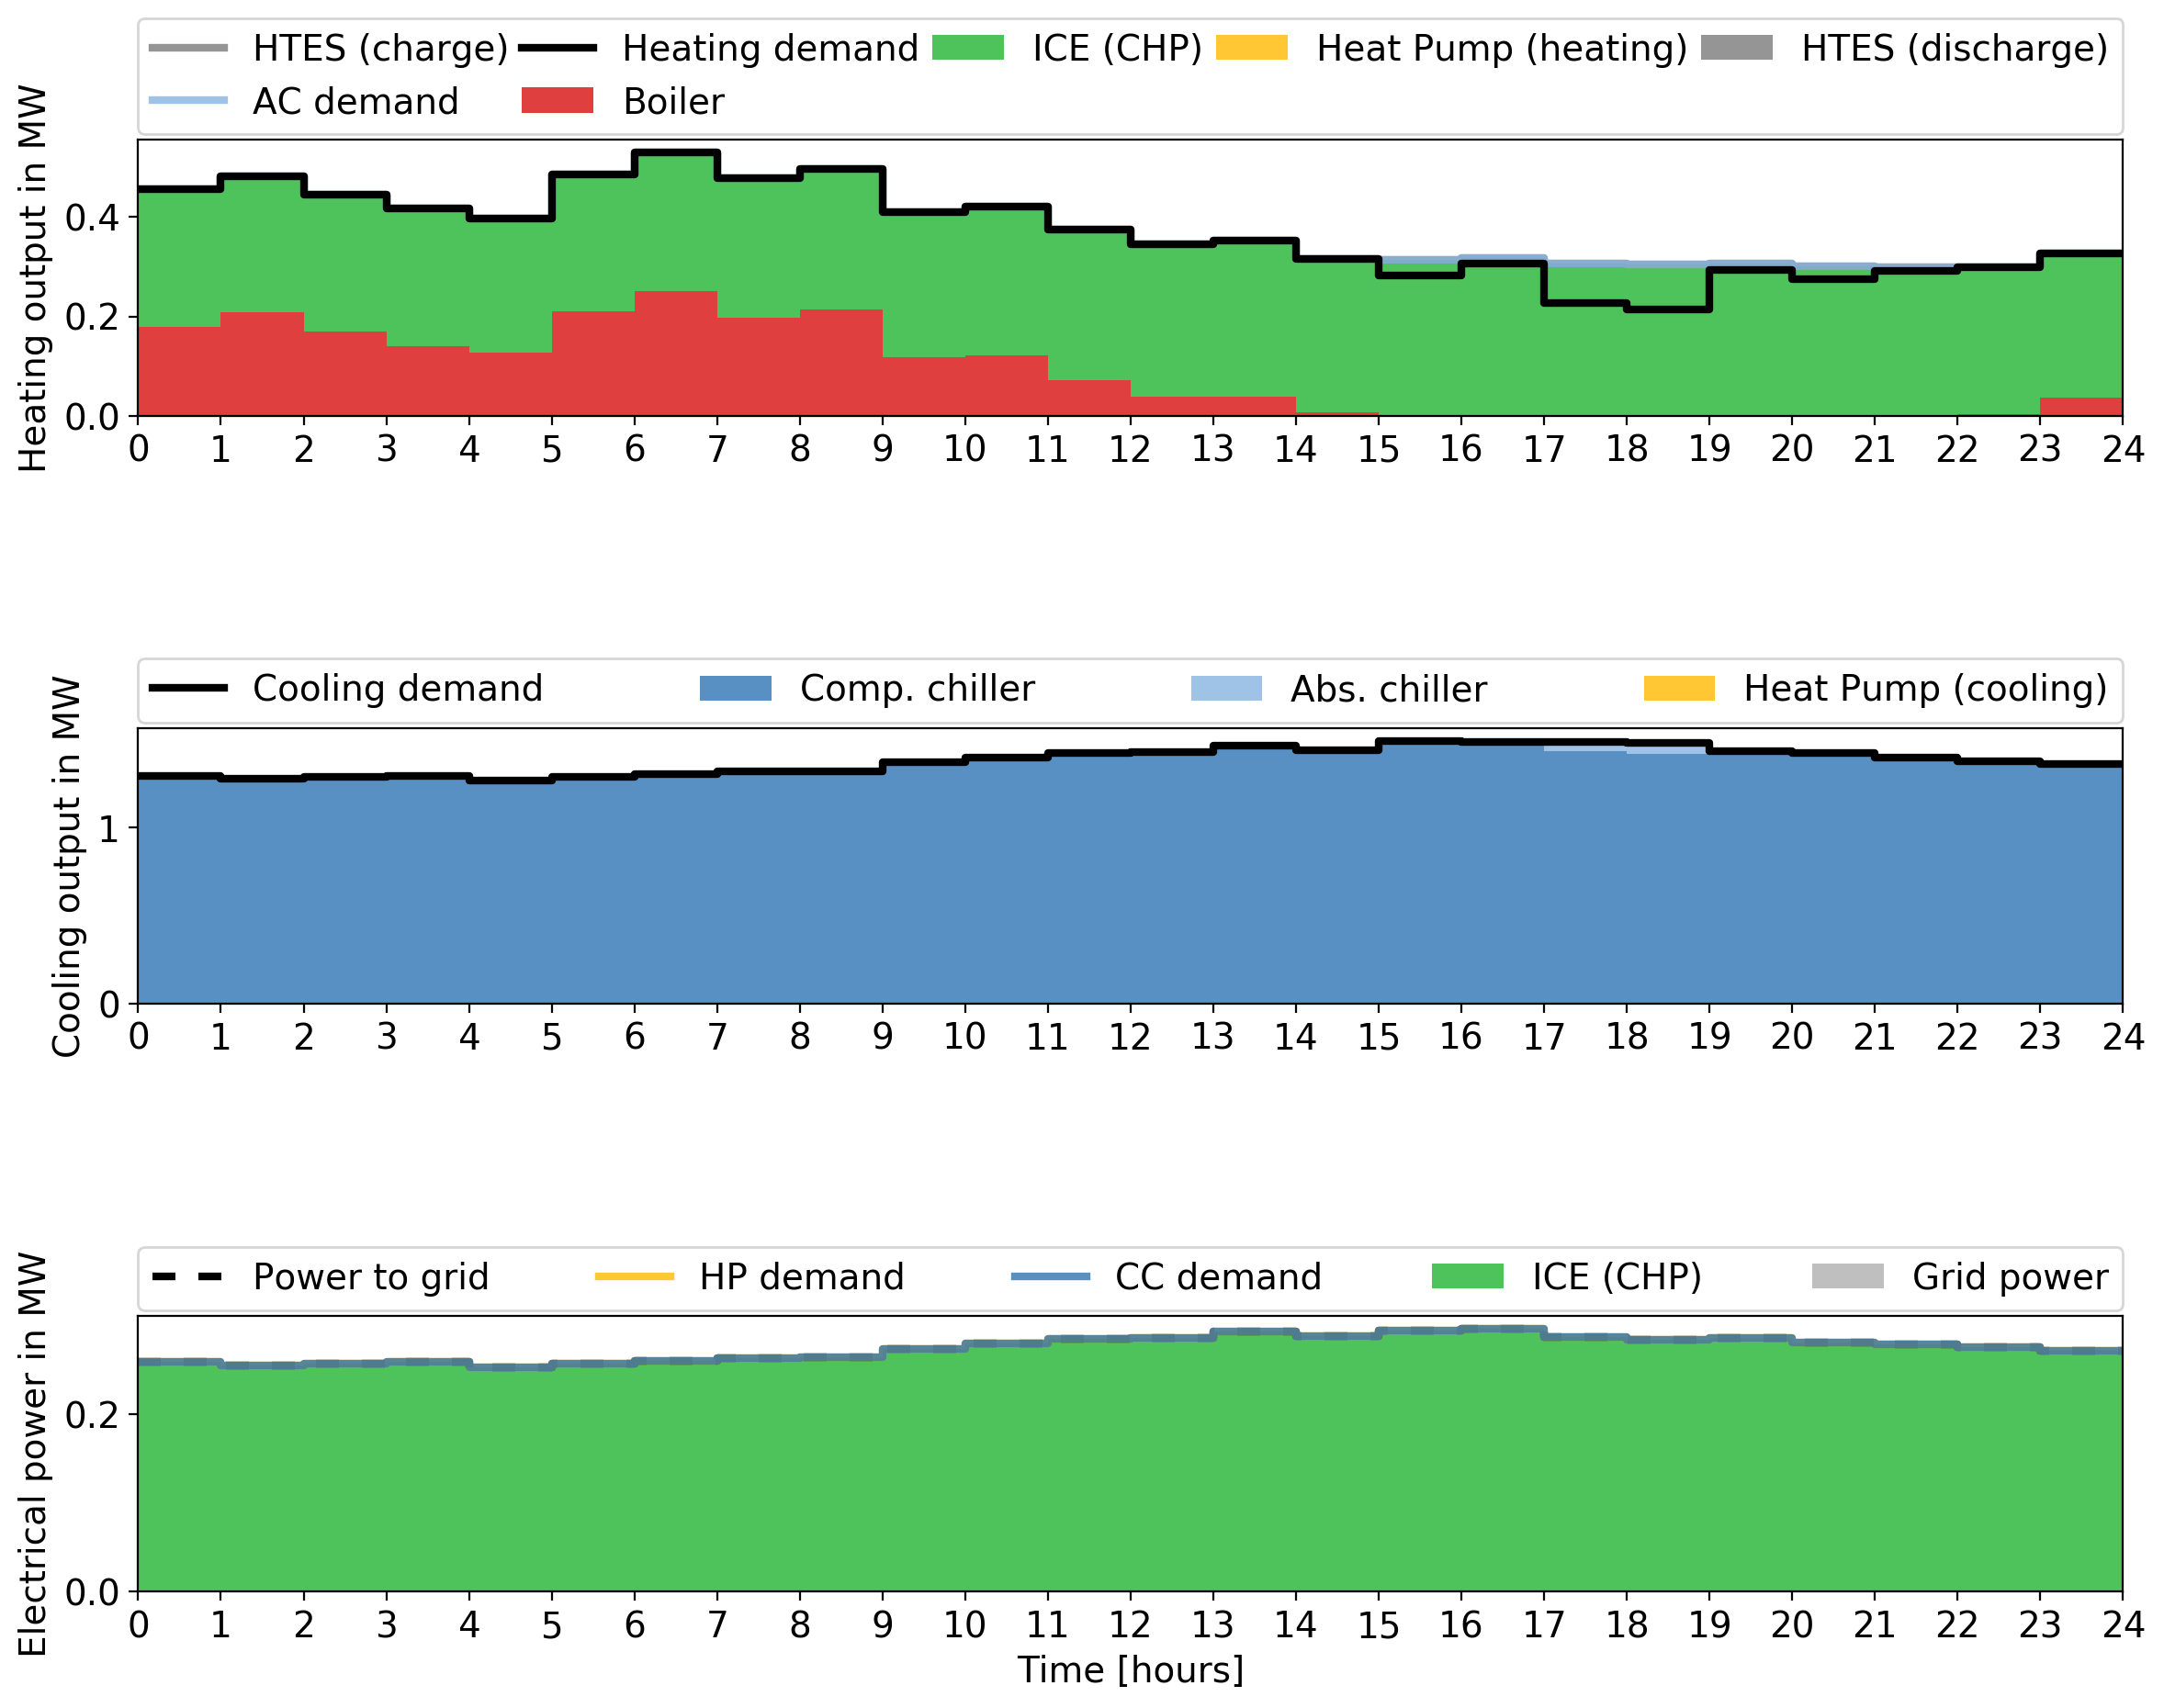 HTES (charge) Heating demand ICE (CHP) Heat Pump (heating) HTES (discharge)
AC demand Boiler
Heating output in MW
0.4
0.2
0.0
0 1 2 3 4 5 6 7 8 9 10 11 12 13 14 15 16 17 18 19 20 21 22 23 24
Cooling demand Comp. chiller Abs. chiller Heat Pump (cooling)
Cooling output in MW
1
0
0 1 2 3 4 5 6 7 8 9 10 11 12 13 14 15 16 17 18 19 20 21 22 23 24
Power to grid HP demand CC demand ICE (CHP) Grid power
Electrical power in MW
0.2
0.0
0 1 2 3 4 5 6 7 8 9 10 11 12 13 14 15 16 17 18 19 20 21 22 23 24
Time [hours]